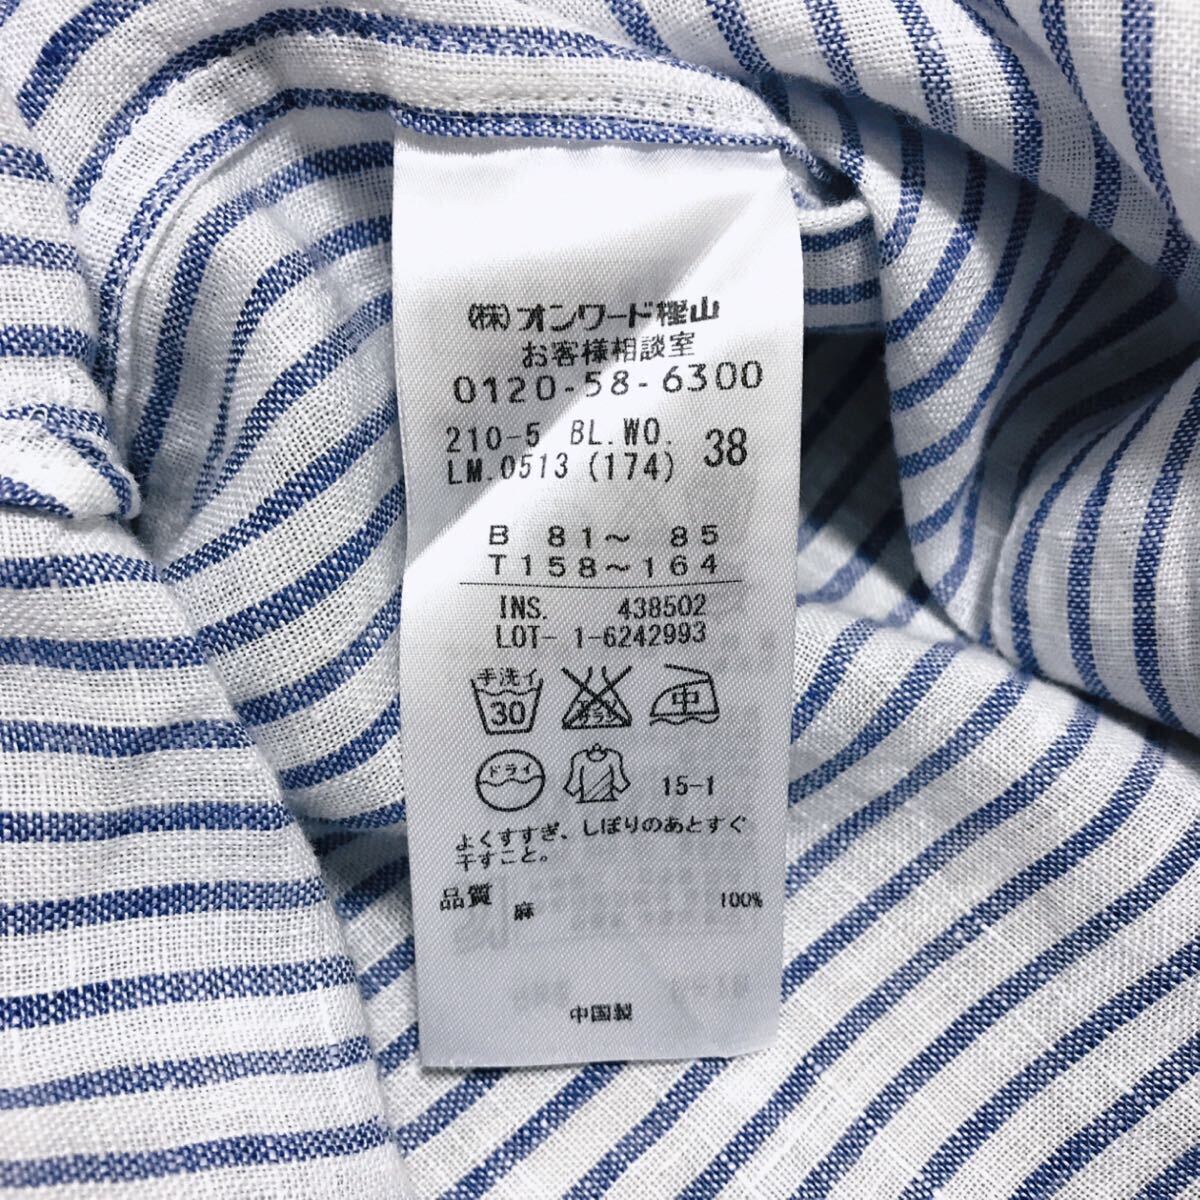 (株)オンワード樫山
お客様相談室
0120-58-6300
210-5 BL.WO. 38
LM.0513 (174)
B 81〜 85
T158〜164
INS. 438502
LOT- 1-6242993
手洗イ
30
中
ドライ
15-1
よくすすぎ、しぼりのあとすぐ
干すこと。
品質 麻 100%
中国製